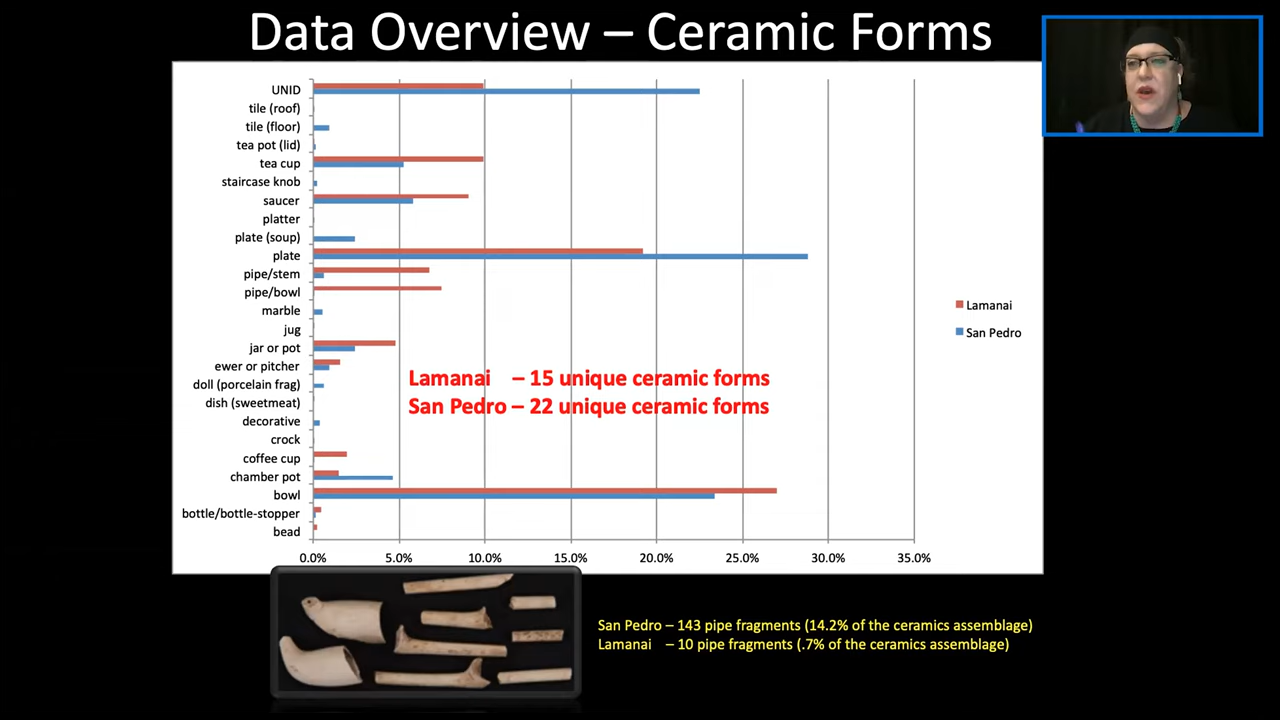 Data Overview – Ceramic Forms
UNID
tile (roof)
tile (floor)
tea pot (lid)
tea cup
staircase knob
saucer
platter
plate (soup)
plate
pipe/stem
pipe/bowl
marble
jug
jar or pot
ewer or pitcher
doll (porcelain frag)
dish (sweetmeat)
decorative
crock
coffee cup
chamber pot
bowl
bottle/bottle-stopper
bead
0.0% 5.0% 10.0% 15.0% 20.0% 25.0% 30.0% 35.0%
Lamanai
San Pedro
Lamanai – 15 unique ceramic forms
San Pedro – 22 unique ceramic forms
San Pedro – 143 pipe fragments (14.2% of the ceramics assemblage)
Lamanai – 10 pipe fragments (.7% of the ceramics assemblage)